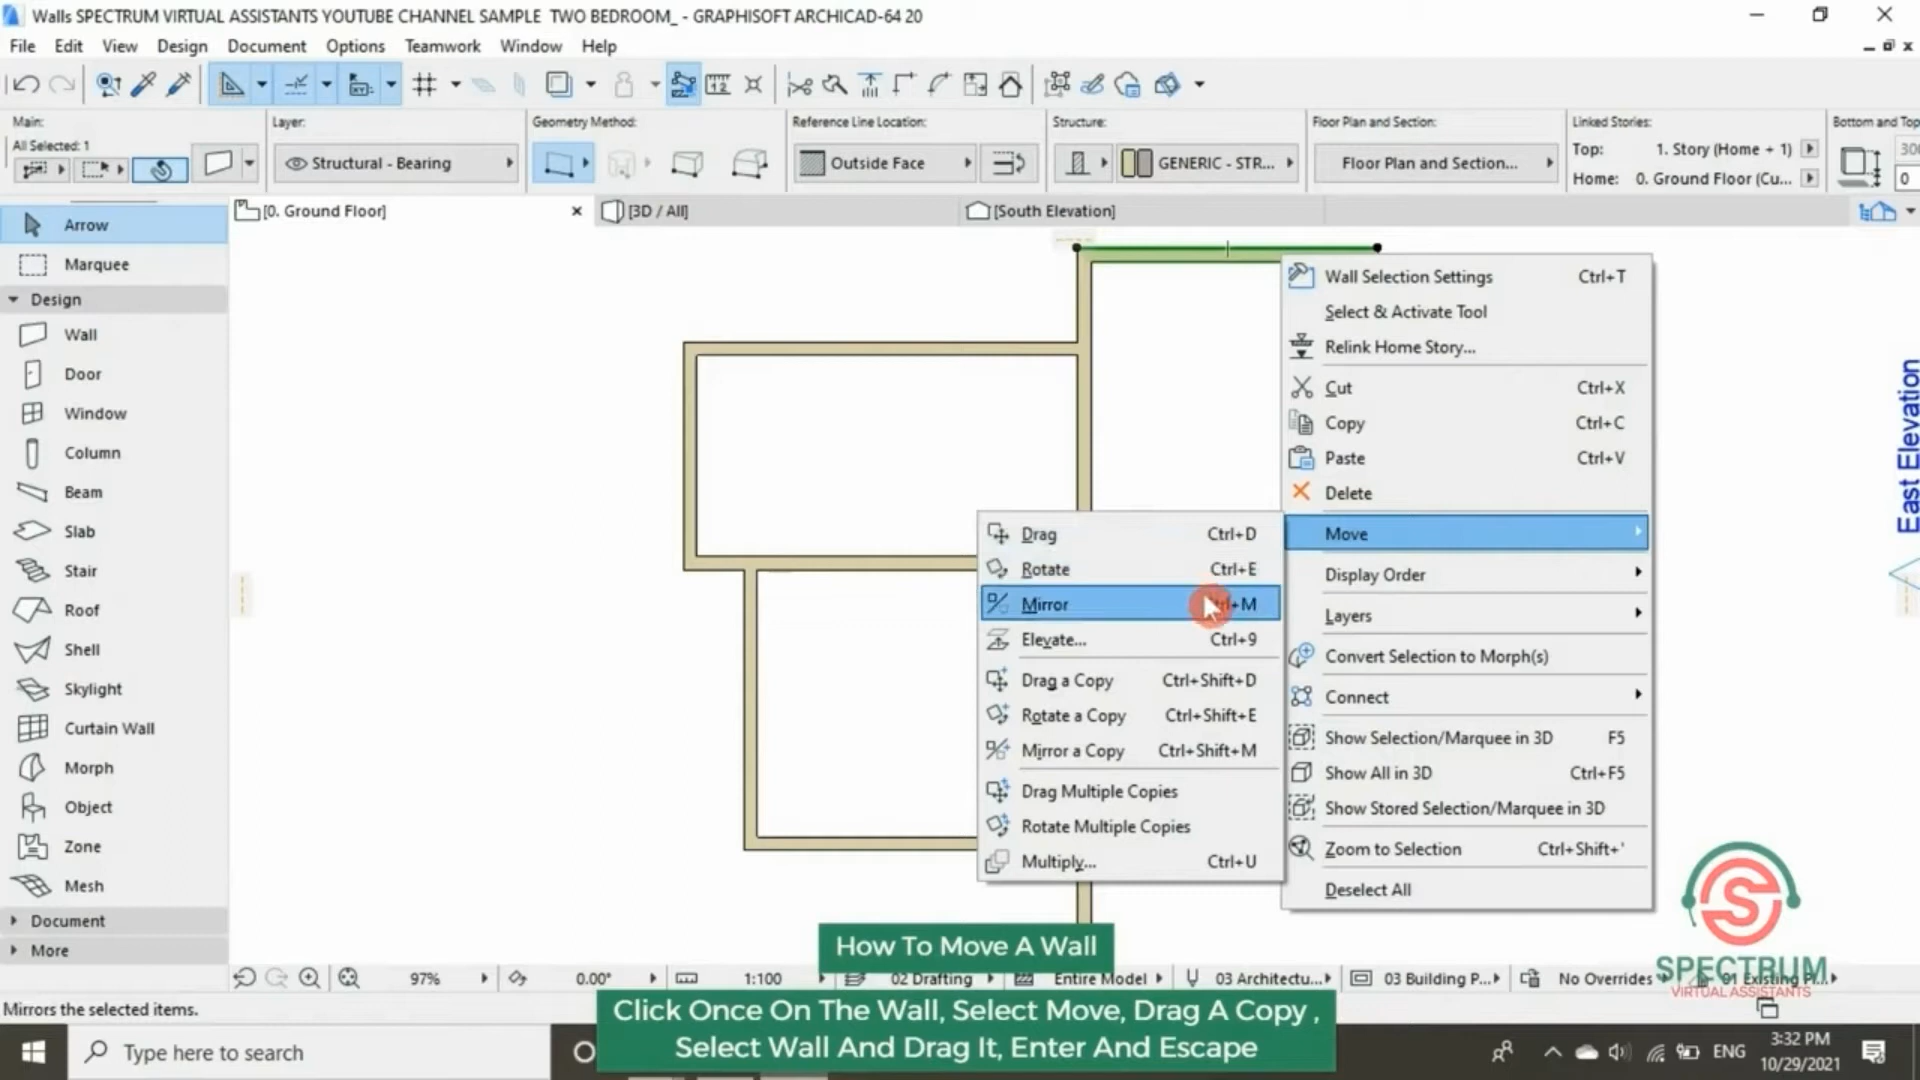 Walls SPECTRUM VIRTUAL ASSISTANTS YOUTUBE CHANNEL SAMPLE TWO BEDROOM_ - GRAPHISOFT ARCHICAD-64 20
File Edit View Design Document Options Teamwork Window Help
Main: Layer: Geometry Method: Reference Line Location: Structure: Floor Plan and Section: Linked Stories: Bottom and Top
All Selected: 1
Structural - Bearing
Outside Face
GENERIC - STR...
Floor Plan and Section...
Top: 1. Story (Home + 1)
Home: 0. Ground Floor (Cu...
0
[0. Ground Floor] [3D / All] [South Elevation]
Arrow
Marquee
Design
Wall
Door
Window
Column
Beam
Slab
Stair
Roof
Shell
Skylight
Curtain Wall
Morph
Object
Zone
Mesh
Document
More
Wall Selection Settings Ctrl+T
Select & Activate Tool
Relink Home Story...
Cut Ctrl+X
Copy Ctrl+C
Paste Ctrl+V
Delete
Move
Display Order
Layers
Convert Selection to Morph(s)
Connect
Show Selection/Marquee in 3D F5
Show All in 3D Ctrl+F5
Show Stored Selection/Marquee in 3D
Zoom to Selection Ctrl+Shift+'
Deselect All
Drag Ctrl+D
Rotate Ctrl+E
Mirror Ctrl+M
Elevate... Ctrl+9
Drag a Copy Ctrl+Shift+D
Rotate a Copy Ctrl+Shift+E
Mirror a Copy Ctrl+Shift+M
Drag Multiple Copies
Rotate Multiple Copies
Multiply... Ctrl+U
East Elevation
How To Move A Wall
97% 0.00° 1:100 02 Drafting Entire Model 03 Architectu... 03 Building P... No Overrides 01 Existing Pl...
SPECTRUM
VIRTUAL ASSISTANTS
Mirrors the selected items.
Click Once On The Wall, Select Move, Drag A Copy ,
Select Wall And Drag It, Enter And Escape
Type here to search
ENG
3:32 PM
10/29/2021